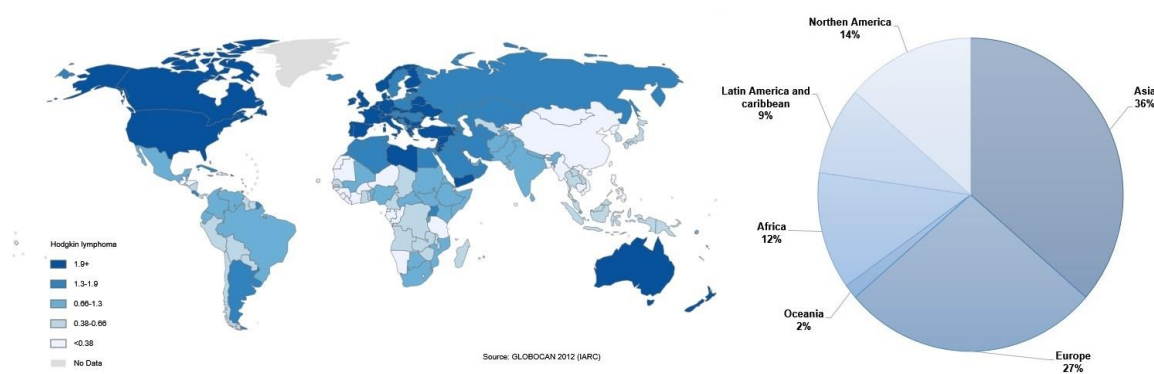 Hodgkin lymphoma
1.9+
1.3-1.9
0.66-1.3
0.38-0.66
<0.38
No Data
Source: GLOBOCAN 2012 (IARC)
Northen America
14%
Latin America and
caribbean
9%
Africa
12%
Oceania
2%
Europe
27%
Asia
36%